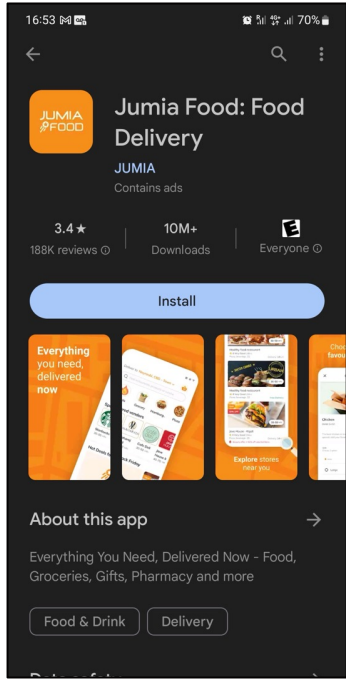 16:53
70%
JUMIA
FOOD
Jumia Food: Food
Delivery
JUMIA
Contains ads
3.4★
188K reviews
10M+
Downloads
E
Everyone
Install
Everything
you need,
delivered
now
Explore stores
near you
About this app
Everything You Need, Delivered Now - Food,
Groceries, Gifts, Pharmacy and more
Food & Drink
Delivery